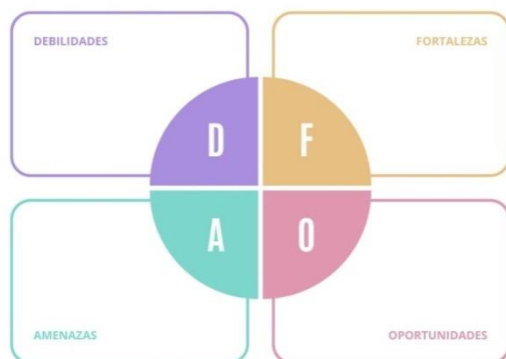 DEBILIDADES
FORTALEZAS
D F
A O
AMENAZAS
OPORTUNIDADES